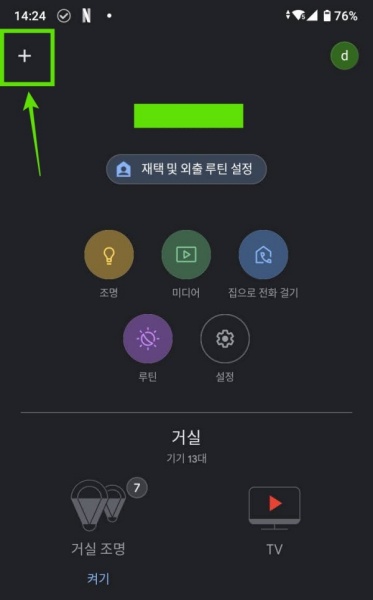 14:24 N 76%
+ d
재택 및 외출 루틴 설정
조명 미디어 집으로 전화 걸기
루틴 설정
거실
기기 13대
7
거실 조명 TV
켜기